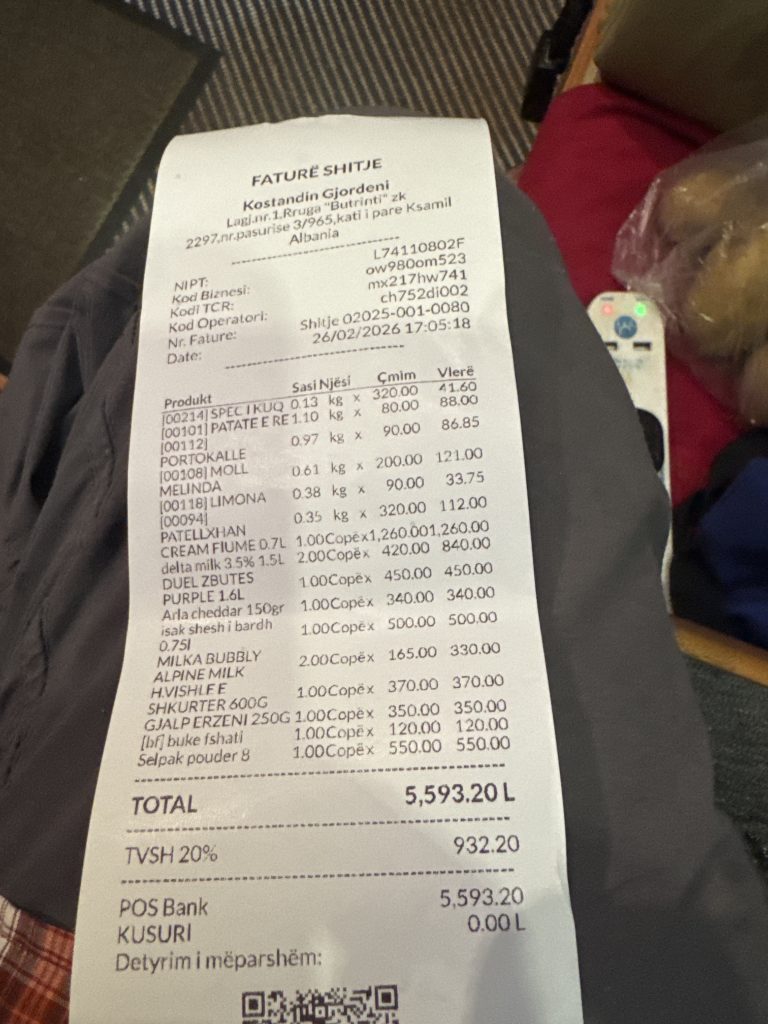 FATURË SHITJE
Kostandin Gjordeni
Lagj.nr.1,Rruga "Butrinti" zk
2297,nr.pasurise 3/965,kati i pare Ksamil
Albania
NIPT: L74110802F
Kod Biznesi: ow980om523
Kodi TCR: mx217hw741
Kod Operatori: ch752di002
Nr. Fature: Shitje 02025-001-0080
Date: 26/02/2026 17:05:18
Produkt Sasi Njësi Çmim Vlerë
[00214] SPEC I KUQ 0.13 kg x 320.00 41.60
[00101] PATATE E RE 1.10 kg x 80.00 88.00
[00112]
PORTOKALLE 0.97 kg x 90.00 86.85
[00108] MOLL
MELINDA 0.61 kg x 200.00 121.00
[00118] LIMONA 0.38 kg x 90.00 33.75
[00094]
PATELLXHAN 0.35 kg x 320.00 112.00
CREAM FIUME 0.7L 1.00Copëx1,260.001,260.00
delta milk 3.5% 1.5L 2.00Copëx 420.00 840.00
DUEL ZBUTES
PURPLE 1.6L 1.00Copëx 450.00 450.00
Arla cheddar 150gr 1.00Copëx 340.00 340.00
isak shesh i bardh
0.75l 1.00Copëx 500.00 500.00
MILKA BUBBLY
ALPINE MILK 2.00Copëx 165.00 330.00
H.VISHLE E
SHKURTER 600G 1.00Copëx 370.00 370.00
GJALP ERZENI 250G 1.00Copëx 350.00 350.00
[bf] buke fshati 1.00Copëx 120.00 120.00
Selpak pouder 8 1.00Copëx 550.00 550.00
TOTAL 5,593.20 L
TVSH 20% 932.20
POS Bank 5,593.20
KUSURI 0.00 L
Detyrim i mëparshëm: